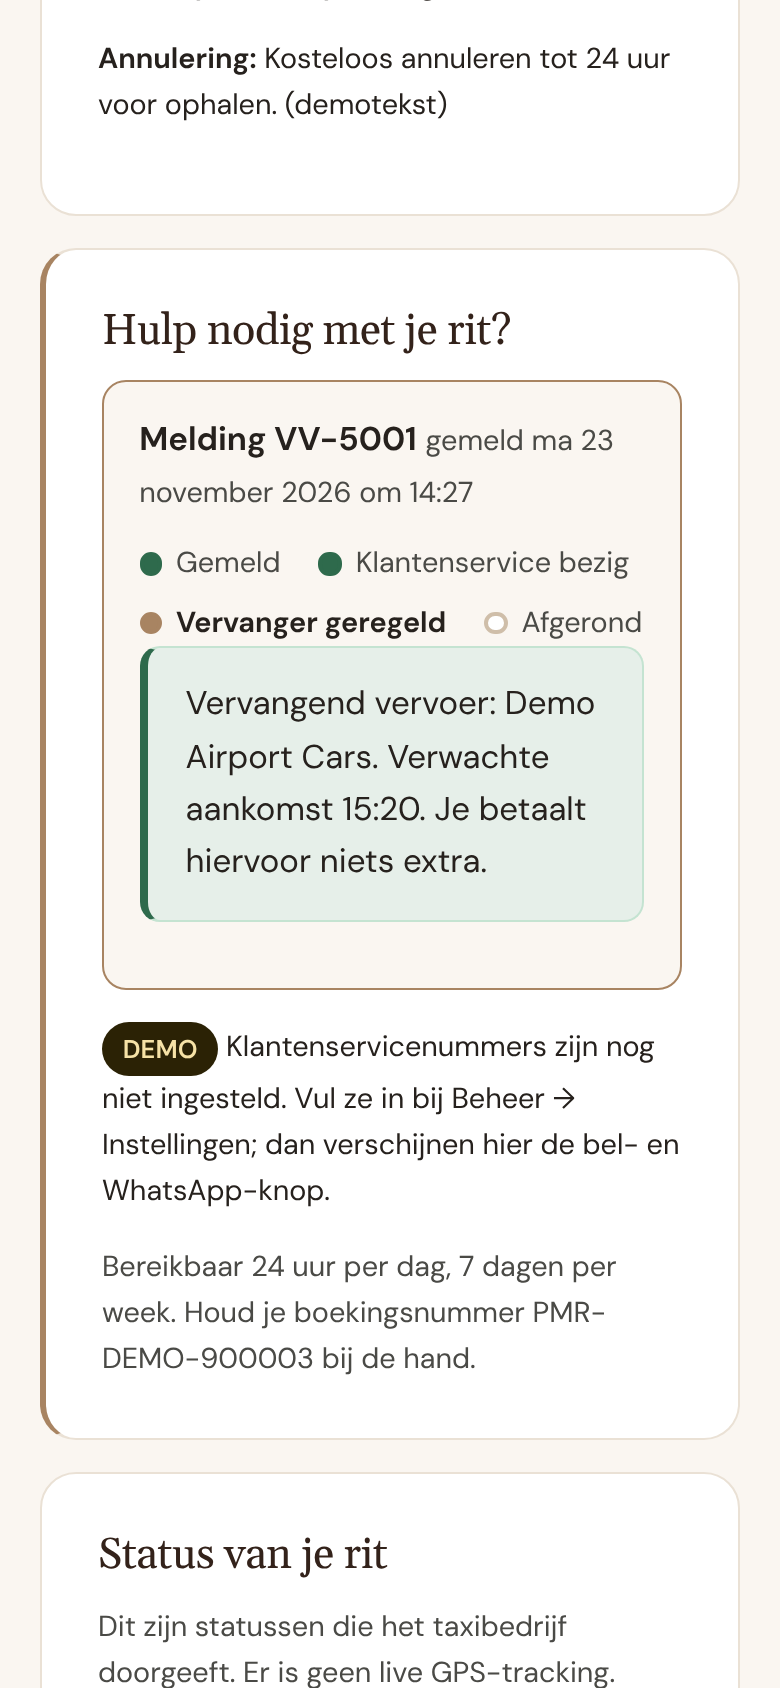 Annulering: Kosteloos annuleren tot 24 uur
voor ophalen. (demotekst)
Hulp nodig met je rit?
Melding VV-5001 gemeld ma 23
november 2026 om 14:27
Gemeld Klantenservice bezig
Vervanger geregeld Afgerond
Vervangend vervoer: Demo
Airport Cars. Verwachte
aankomst 15:20. Je betaalt
hiervoor niets extra.
DEMO Klantenservicenummers zijn nog
niet ingesteld. Vul ze in bij Beheer →
Instellingen; dan verschijnen hier de bel- en
WhatsApp-knop.
Bereikbaar 24 uur per dag, 7 dagen per
week. Houd je boekingsnummer PMR-
DEMO-900003 bij de hand.
Status van je rit
Dit zijn statussen die het taxibedrijf
doorgeeft. Er is geen live GPS-tracking.